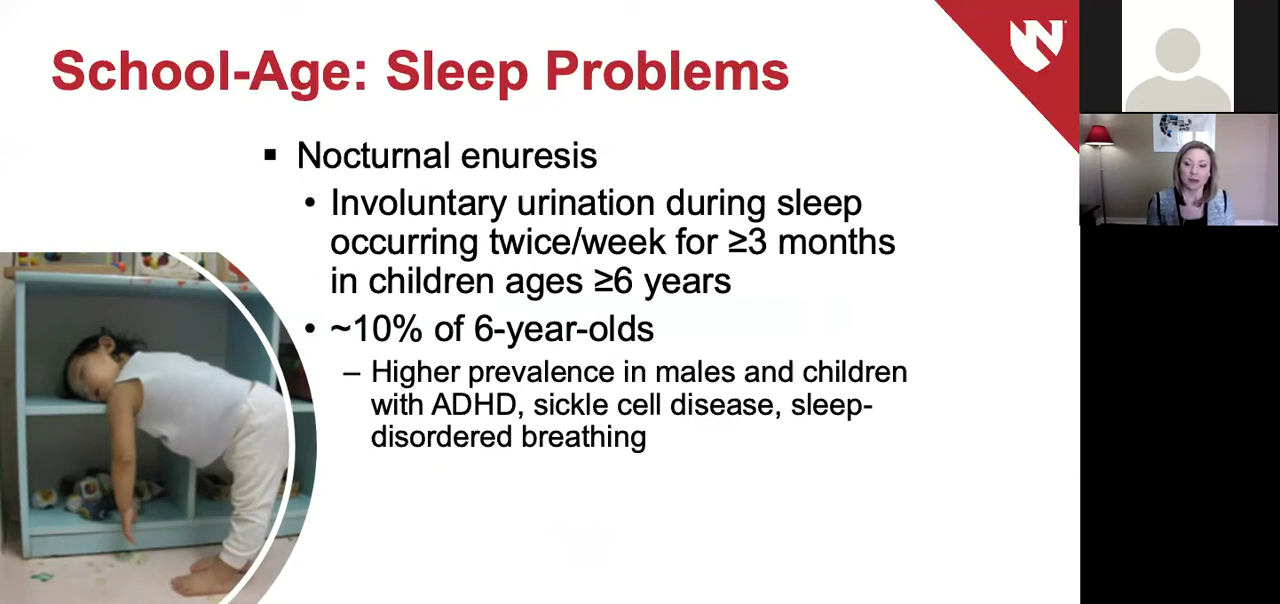 School-Age: Sleep Problems
▪ Nocturnal enuresis
• Involuntary urination during sleep
occurring twice/week for ≥3 months
in children ages ≥6 years
• ~10% of 6-year-olds
– Higher prevalence in males and children
with ADHD, sickle cell disease, sleep-
disordered breathing